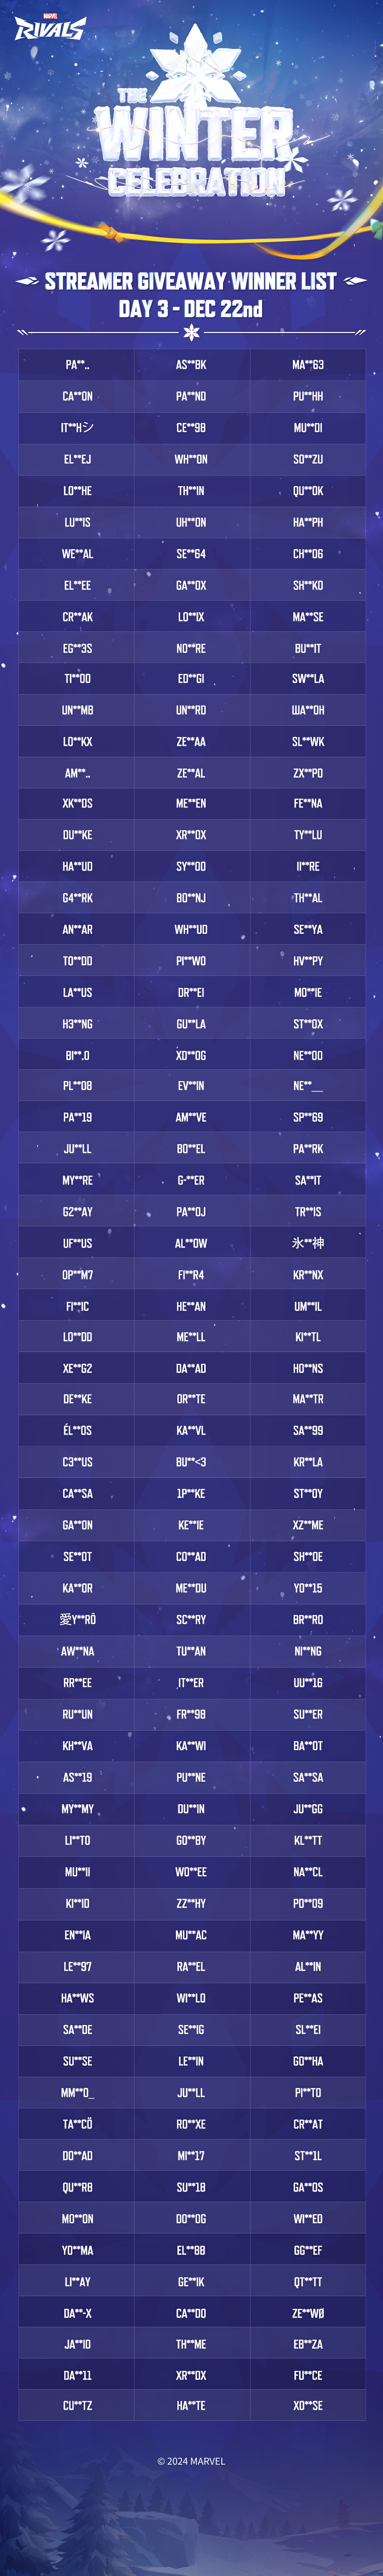 MARVEL
RIVALS
THE
WINTER
CELEBRATION
STREAMER GIVEAWAY WINNER LIST
DAY 3 - DEC 22nd
PA**.. AS**BK MA**63
CA**ON PA**ND PU**HH
IT**Hシ CE**98 MU**DI
EL**EJ WH**ON SO**ZU
LO**HE TH**IN QU**OK
LU**IS UH**ON HA**PH
WE**AL SE**64 CH**06
EL**EE GA**OX SH**KO
CR**AK LO**IX MA**SE
EG**3S NO**RE BU**IT
TI**OO ED**GI SW**LA
UN**MB UN**RD ША**OH
LO**KX ZE**AA SL**WK
AM**.. ZE**AL ZX**PO
XK**DS ME**EN FE**NA
DU**KE XR**DX TY**LU
HA**UD SY**00 II**RE
G4**RK BO**NJ TH**AL
AN**AR WH**UD SE**YA
TO**DD PI**WO HV**PY
LA**US DR**EI MO**IE
H3**NG GU**LA ST**OX
BI**.O XD**OG NE**OO
PL**08 EV**IN NE**__
PA**19 AM**VE SP**69
JU**LL BO**EL PA**RK
MY**RE G-**ER SA**IT
G2**AY PA**OJ TR**IS
UF**US AL**OW 氷**神
OP**M7 FI**R4 KR**NX
FI**IC HE**AN UM**IL
LO**OD ME**LL KI**TL
XE**G2 DA**AD HO**NS
DE**KE OR**TE MA**TR
ÉL**OS KA**VL SA**99
C3**US BU**<3 KR**LA
CA**SA 1P**KE ST**OY
GA**ON KE**IE XZ**ME
SE**OT CO**AD SH**OE
KA**OR ME**DU YO**15
愛Y**RŌ SC**RY BR**RO
AW**NA TU**AN NI**NG
RR**EE IT**ER UU**16
RU**UN FR**98 SU**ER
KH**VA KA**WI BA**OT
AS**19 PU**NE SA**SA
MY**MY DU**IN JU**GG
LI**TO GO**BY KL**TT
MU**II WO**EE NA**CL
KI**ID ZZ**HY PO**09
EN**IA MU**AC MA**YY
LE**97 RA**EL AL**IN
HA**WS WI**LO PE**AS
SA**DE SE**IG SL**EI
SU**SE LE**IN GO**HA
MM**O_ JU**LL PI**TO
TA**CÖ RO**XE CR**AT
DO**AD MI**17 ST**1L
QU**R8 SU**18 GA**OS
MO**ON DO**OG WI**ED
YO**MA EL**88 GG**EF
LI**AY GE**IK QT**TT
DA**-X CA**DO ZE**WØ
JA**ID TH**ME EB**ZA
DA**11 XR**DX FU**CE
CU**TZ HA**TE XO**SE
© 2024 MARVEL